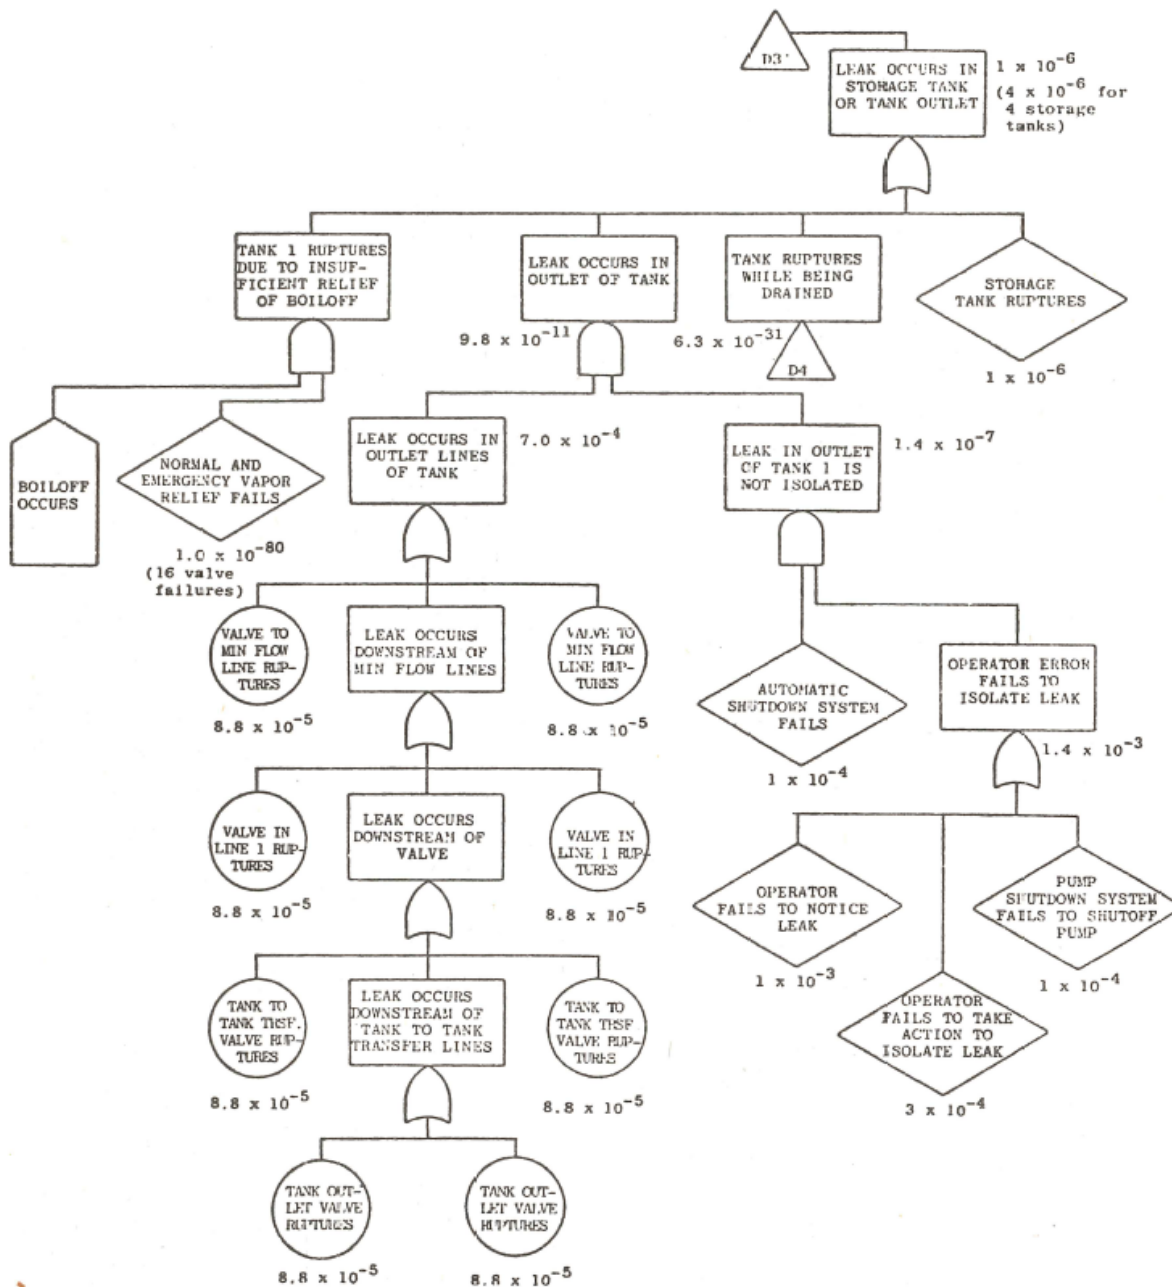 D3'
LEAK OCCURS IN
STORAGE TANK
OR TANK OUTLET
1 x 10⁻⁶
(4 x 10⁻⁶ for
4 storage
tanks)
TANK 1 RUPTURES
DUE TO INSUF-
FICIENT RELIEF
OF BOILOFF
LEAK OCCURS IN
OUTLET OF TANK
9.8 x 10⁻¹¹
TANK RUPTURES
WHILE BEING
DRAINED
6.3 x 10⁻³¹
D4
STORAGE
TANK RUPTURES
1 x 10⁻⁶
BOILOFF
OCCURS
NORMAL AND
EMERGENCY VAPOR
RELIEF FAILS
1.0 x 10⁻⁸⁰
(16 valve
failures)
LEAK OCCURS IN
OUTLET LINES
OF TANK
7.0 x 10⁻⁴
LEAK IN OUTLET
OF TANK 1 IS
NOT ISOLATED
1.4 x 10⁻⁷
VALVE TO
MIN FLOW
LINE RUP-
TURES
8.8 x 10⁻⁵
LEAK OCCURS
DOWNSTREAM OF
MIN FLOW LINES
VALVE TO
MIN FLOW
LINE RUP-
TURES
8.8 x 10⁻⁵
AUTOMATIC
SHUTDOWN SYSTEM
FAILS
1 x 10⁻⁴
OPERATOR ERROR
FAILS TO
ISOLATE LEAK
1.4 x 10⁻³
VALVE IN
LINE 1 RUP-
TURES
8.8 x 10⁻⁵
LEAK OCCURS
DOWNSTREAM OF
VALVE
VALVE IN
LINE 1 RUP-
TURES
8.8 x 10⁻⁵
OPERATOR
FAILS TO NOTICE
LEAK
1 x 10⁻³
PUMP
SHUTDOWN SYSTEM
FAILS TO SHUTOFF
PUMP
1 x 10⁻⁴
OPERATOR
FAILS TO TAKE
ACTION TO
ISOLATE LEAK
3 x 10⁻⁴
TANK TO
TANK TRSF.
VALVE RUP-
TURES
8.8 x 10⁻⁵
LEAK OCCURS
DOWNSTREAM OF
TANK TO TANK
TRANSFER LINES
TANK TO
TANK TRSF.
VALVE RUP-
TURES
8.8 x 10⁻⁵
TANK OUT-
LET VALVE
RUPTURES
8.8 x 10⁻⁵
TANK OUT-
LET VALVE
RUPTURES
8.8 x 10⁻⁵